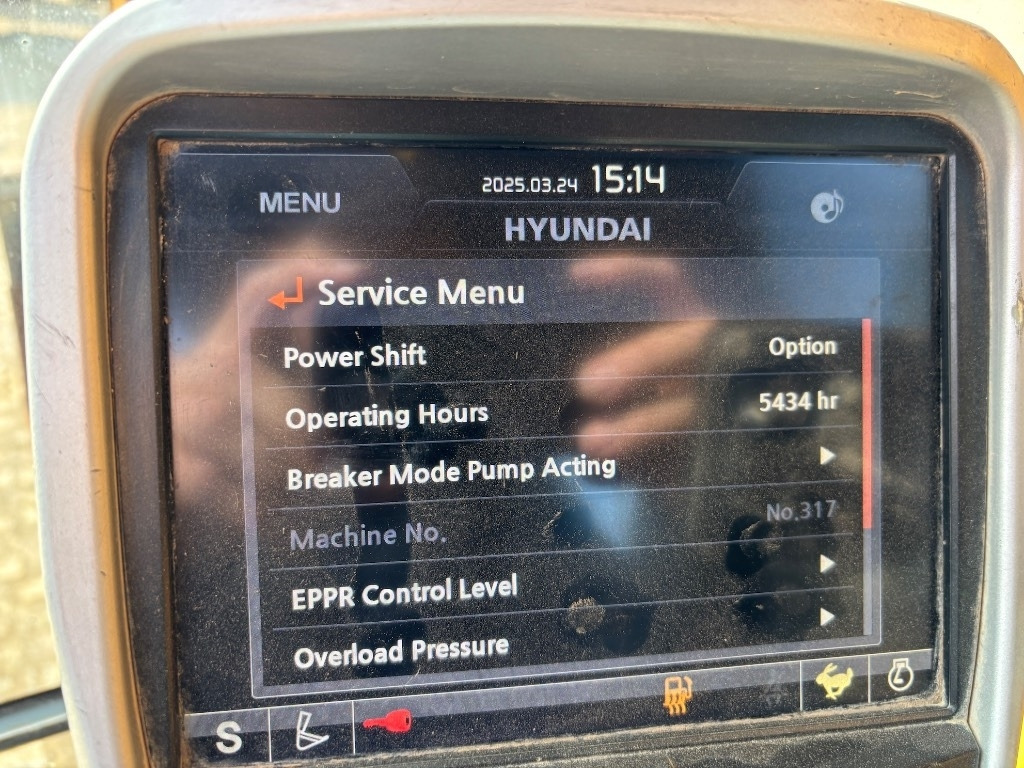 2025.03.24 15:14
MENU
HYUNDAI
Service Menu
Power Shift Option
Operating Hours 5434 hr
Breaker Mode Pump Acting
Machine No. No.317
EPPR Control Level
Overload Pressure
S